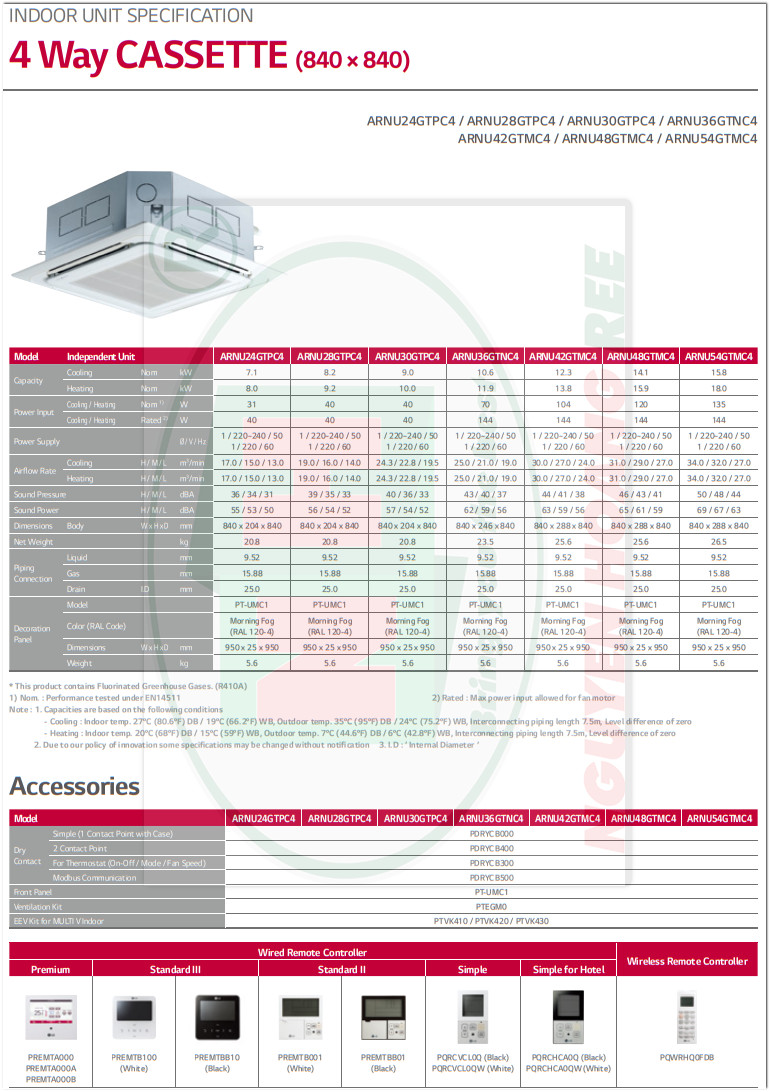 INDOOR UNIT SPECIFICATION
4 Way CASSETTE (840 × 840)
ARNU24GTPC4 / ARNU28GTPC4 / ARNU30GTPC4 / ARNU36GTNC4
ARNU42GTMC4 / ARNU48GTMC4 / ARNU54GTMC4
Model Independent Unit ARNU24GTPC4 ARNU28GTPC4 ARNU30GTPC4 ARNU36GTNC4 ARNU42GTMC4 ARNU48GTMC4 ARNU54GTMC4
Capacity Cooling Nom kW 7.1 8.2 9.0 10.6 12.3 14.1 15.8
Heating Nom kW 8.0 9.2 10.0 11.9 13.8 15.9 18.0
Power Input Cooling / Heating Nom 1) W 31 40 40 70 104 120 135
Cooling / Heating Rated 2) W 40 40 40 144 144 144 144
Power Supply Ø / V / Hz 1 / 220~240 / 50 1 / 220~240 / 50 1 / 220~240 / 50 1 / 220~240 / 50 1 / 220~240 / 50 1 / 220~240 / 50 1 / 220~240 / 50
1 / 220 / 60 1 / 220 / 60 1 / 220 / 60 1 / 220 / 60 1 / 220 / 60 1 / 220 / 60 1 / 220 / 60
Airflow Rate Cooling H / M / L m³/min 17.0 / 15.0 / 13.0 19.0 / 16.0 / 14.0 24.3 / 22.8 / 19.5 25.0 / 21.0 / 19.0 30.0 / 27.0 / 24.0 31.0 / 29.0 / 27.0 34.0 / 32.0 / 27.0
Heating H / M / L m³/min 17.0 / 15.0 / 13.0 19.0 / 16.0 / 14.0 24.3 / 22.8 / 19.5 25.0 / 21.0 / 19.0 30.0 / 27.0 / 24.0 31.0 / 29.0 / 27.0 34.0 / 32.0 / 27.0
Sound Pressure H / M / L dBA 36 / 34 / 31 39 / 35 / 33 40 / 36 / 33 43 / 40 / 37 44 / 41 / 38 46 / 43 / 41 50 / 48 / 44
Sound Power H / M / L dBA 55 / 53 / 50 56 / 54 / 52 57 / 54 / 52 62 / 59 / 56 63 / 59 / 56 65 / 61 / 59 69 / 67 / 63
Dimensions Body W x H x D mm 840 x 204 x 840 840 x 204 x 840 840 x 204 x 840 840 x 246 x 840 840 x 288 x 840 840 x 288 x 840 840 x 288 x 840
Net Weight kg 20.8 20.8 20.8 23.5 25.6 25.6 26.5
Piping Connection Liquid mm 9.52 9.52 9.52 9.52 9.52 9.52 9.52
Gas mm 15.88 15.88 15.88 15.88 15.88 15.88 15.88
Drain I.D mm 25.0 25.0 25.0 25.0 25.0 25.0 25.0
Decoration Panel Model PT-UMC1 PT-UMC1 PT-UMC1 PT-UMC1 PT-UMC1 PT-UMC1 PT-UMC1
Color (RAL Code) Morning Fog Morning Fog Morning Fog Morning Fog Morning Fog Morning Fog Morning Fog
(RAL 120-4) (RAL 120-4) (RAL 120-4) (RAL 120-4) (RAL 120-4) (RAL 120-4) (RAL 120-4)
Dimensions W x H x D mm 950 x 25 x 950 950 x 25 x 950 950 x 25 x 950 950 x 25 x 950 950 x 25 x 950 950 x 25 x 950 950 x 25 x 950
Weight kg 5.6 5.6 5.6 5.6 5.6 5.6 5.6
* This product contains Fluorinated Greenhouse Gases. (R410A)
1) Nom. : Performance tested under EN14511 2) Rated : Max power input allowed for fan motor
Note : 1. Capacities are based on the following conditions
- Cooling : Indoor temp. 27°C (80.6°F) DB / 19°C (66.2°F) WB, Outdoor temp. 35°C (95°F) DB / 24°C (75.2°F) WB, Interconnecting piping length 7.5m, Level difference of zero
- Heating : Indoor temp. 20°C (68°F) DB / 15°C (59°F) WB, Outdoor temp. 7°C (44.6°F) DB / 6°C (42.8°F) WB, Interconnecting piping length 7.5m, Level difference of zero
2. Due to our policy of innovation some specifications may be changed without notification 3. I.D : ' Internal Diameter '
NGUYEN HOANG REE
Accessories
Model ARNU24GTPC4 ARNU28GTPC4 ARNU30GTPC4 ARNU36GTNC4 ARNU42GTMC4 ARNU48GTMC4 ARNU54GTMC4
Dry Contact Simple (1 Contact Point with Case) PDRYCB000
2 Contact Point PDRYCB400
For Thermostat (On-Off / Mode / Fan Speed) PDRYCB300
Modbus Communication PDRYCB500
Front Panel PT-UMC1
Ventilation Kit PTEGM0
EEV Kit for MULTI V Indoor PTVK410 / PTVK420 / PTVK430
Wired Remote Controller Wireless Remote Controller
Premium Standard III Standard II Simple Simple for Hotel
PREMTA000 PREMTB100 PREMTBB10 PREMTB001 PREMTBB01 PQRCVCL0Q (Black) PQRCHCA0Q (Black) PQWRHQ0FDB
PREMTA000A (White) (Black) (White) (Black) PQRCVCL0QW (White) PQRCHCA0QW (White)
PREMTA000B